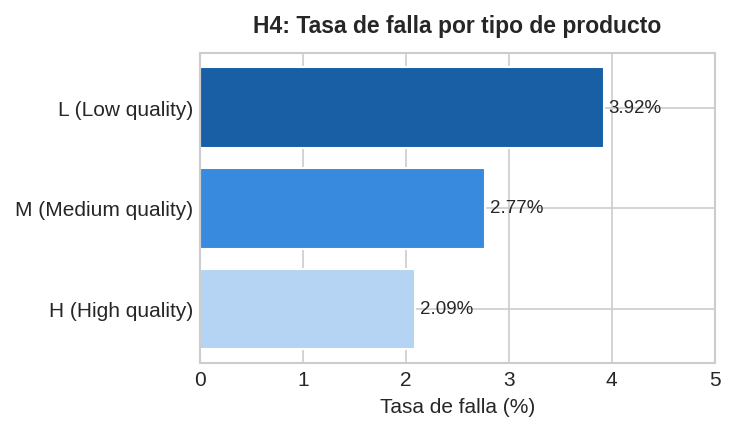 H4: Tasa de falla por tipo de producto
L (Low quality)
3.92%
M (Medium quality)
2.77%
H (High quality)
2.09%
0 1 2 3 4 5
Tasa de falla (%)